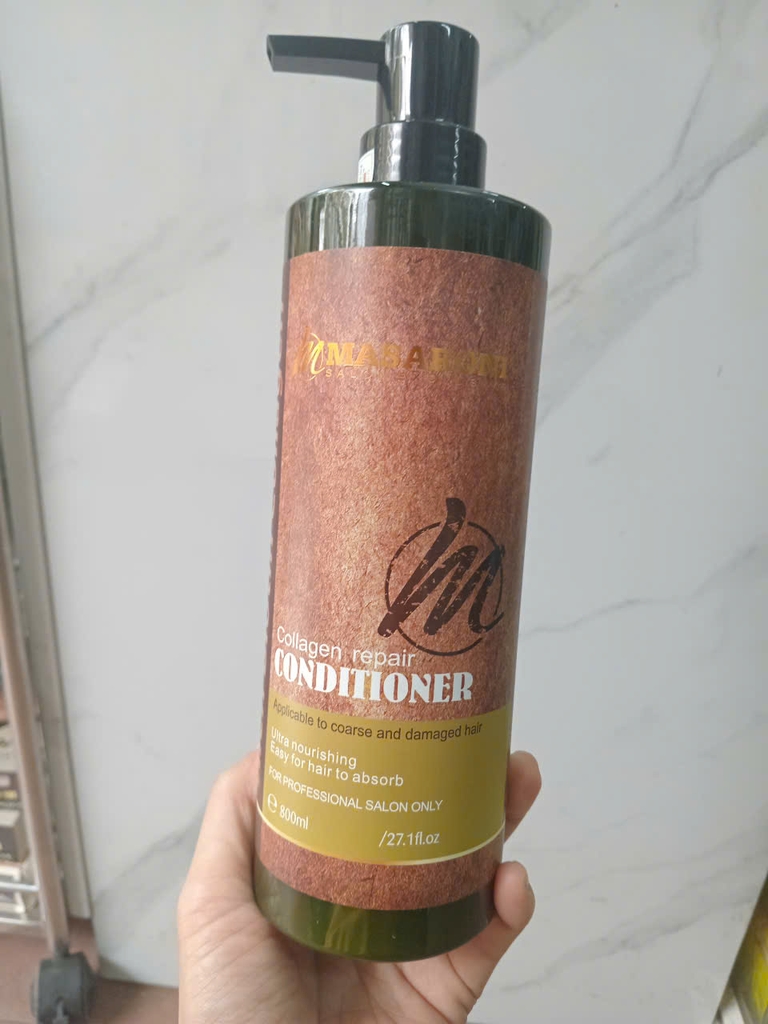 Collagen repair
CONDITIONER
Applicable to coarse and damaged hair
Ultra nourishing
Easy for hair to absorb
FOR PROFESSIONAL SALON ONLY
℮ 800ml /27.1fl.oz